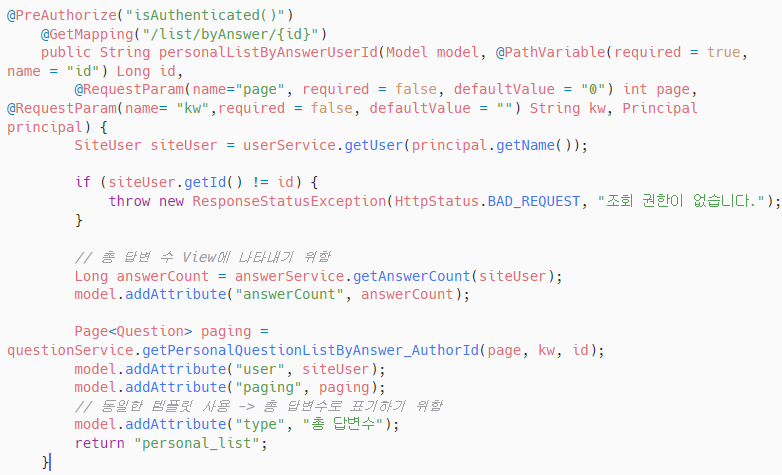 @PreAuthorize("isAuthenticated()")
    @GetMapping("/list/byAnswer/{id}")
    public String personalListByAnswerUserId(Model model, @PathVariable(required = true,
name = "id") Long id,
        @RequestParam(name="page", required = false, defaultValue = "0") int page,
@RequestParam(name= "kw",required = false, defaultValue = "") String kw, Principal
principal) {
        SiteUser siteUser = userService.getUser(principal.getName());

        if (siteUser.getId() != id) {
            throw new ResponseStatusException(HttpStatus.BAD_REQUEST, "조회 권한이 없습니다.");
        }

        // 총 답변 수 View에 나타내기 위함
        Long answerCount = answerService.getAnswerCount(siteUser);
        model.addAttribute("answerCount", answerCount);

        Page<Question> paging =
questionService.getPersonalQuestionListByAnswer_AuthorId(page, kw, id);
        model.addAttribute("user", siteUser);
        model.addAttribute("paging", paging);
        // 동일한 템플릿 사용 -> 총 답변수로 표기하기 위함
        model.addAttribute("type", "총 답변수");
        return "personal_list";
    }